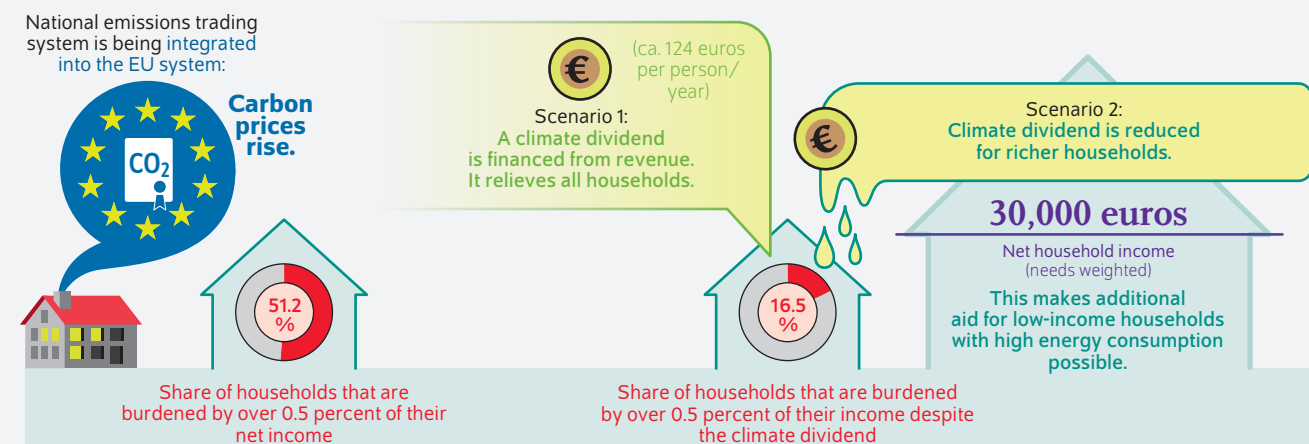 National emissions trading
system is being integrated
into the EU system:
Carbon
prices
rise.
CO2
51.2
%
Share of households that are
burdened by over 0.5 percent of their
net income
€
(ca. 124 euros
per person/
year)
Scenario 1:
A climate dividend
is financed from revenue.
It relieves all households.
16.5
%
Share of households that are burdened
by over 0.5 percent of their income despite
the climate dividend
€
Scenario 2:
Climate dividend is reduced
for richer households.
30,000 euros
Net household income
(needs weighted)
This makes additional
aid for low-income households
with high energy consumption
possible.